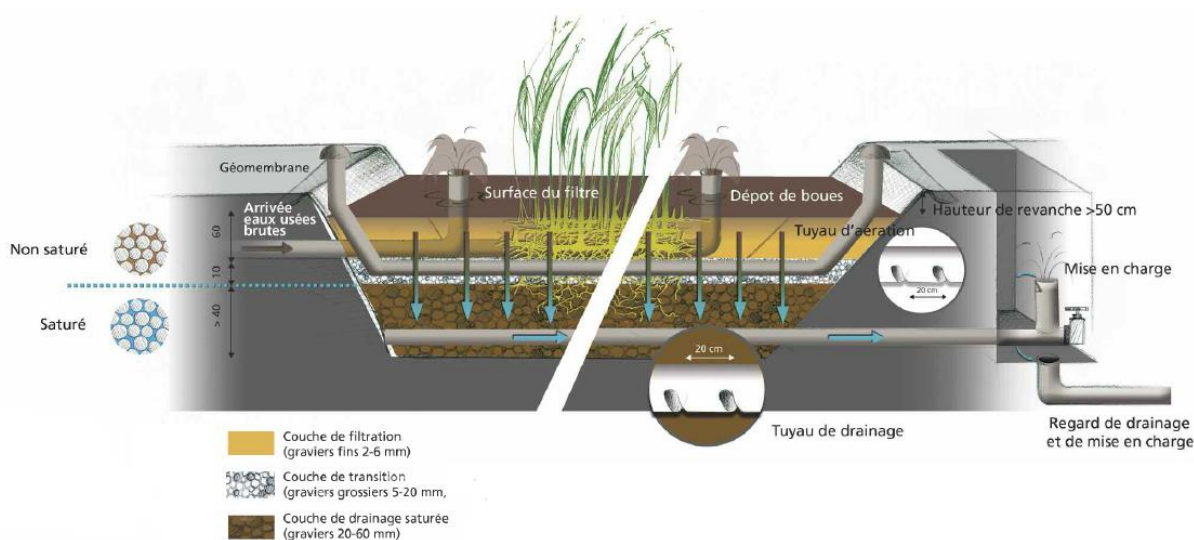 Géomembrane
Arrivée
eaux usées
brutes
Surface du filtre
Dépot de boues
Hauteur de revanche >50 cm
Tuyau d'aération
Non saturé
60
10
> 40
Saturé
20 cm
Mise en charge
20 cm
Tuyau de drainage
Regard de drainage
et de mise en charge
Couche de filtration
(graviers fins 2-6 mm)
Couche de transition
(graviers grossiers 5-20 mm,
Couche de drainage saturée
(graviers 20-60 mm)